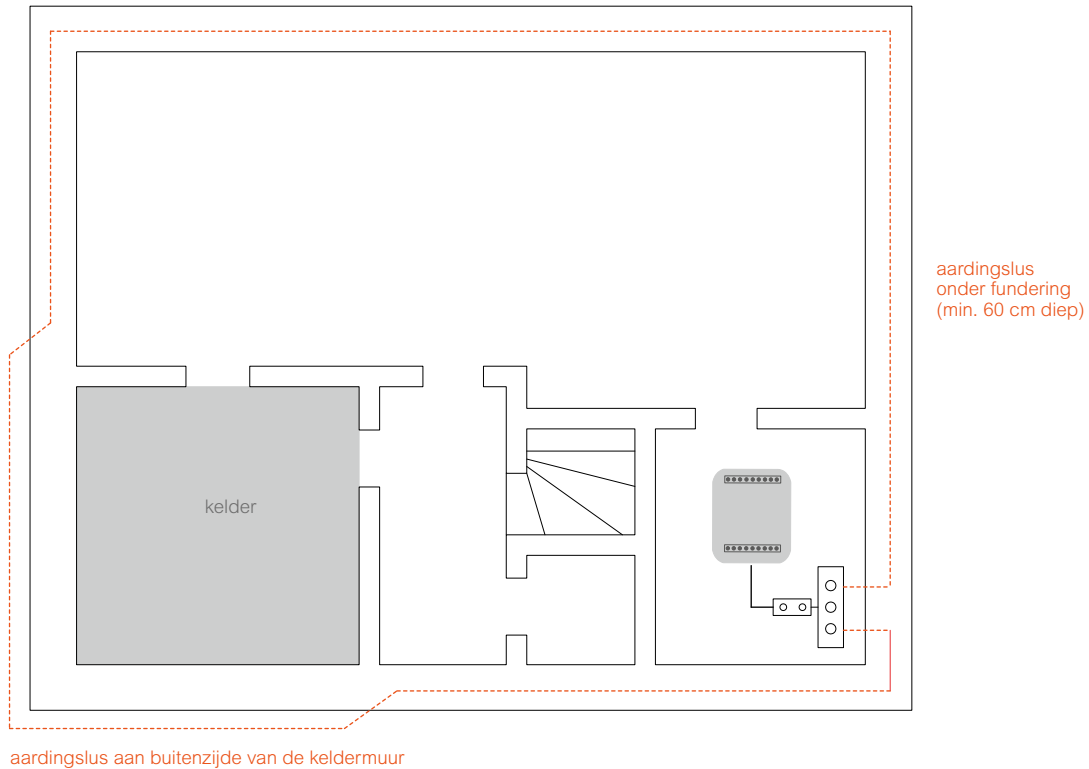 aardingslus
onder fundering
(min. 60 cm diep)
kelder
aardingslus aan buitenzijde van de keldermuur